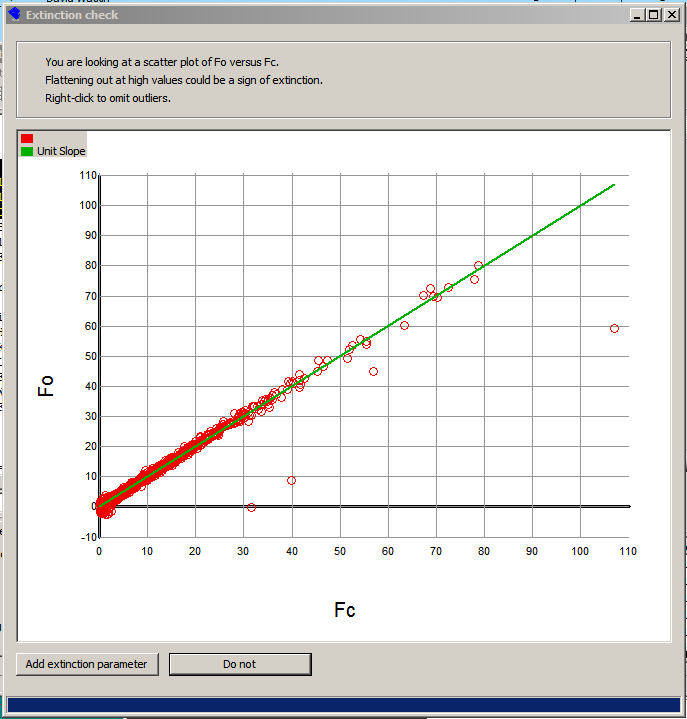 Extinction check
You are looking at a scatter plot of Fo versus Fc.
Flattening out at high values could be a sign of extinction.
Right-click to omit outliers.
Unit Slope
110
100
90
80
70
60
50
40
30
20
10
0
-10
Fo
0 10 20 30 40 50 60 70 80 90 100 110
Fc
Add extinction parameter Do not